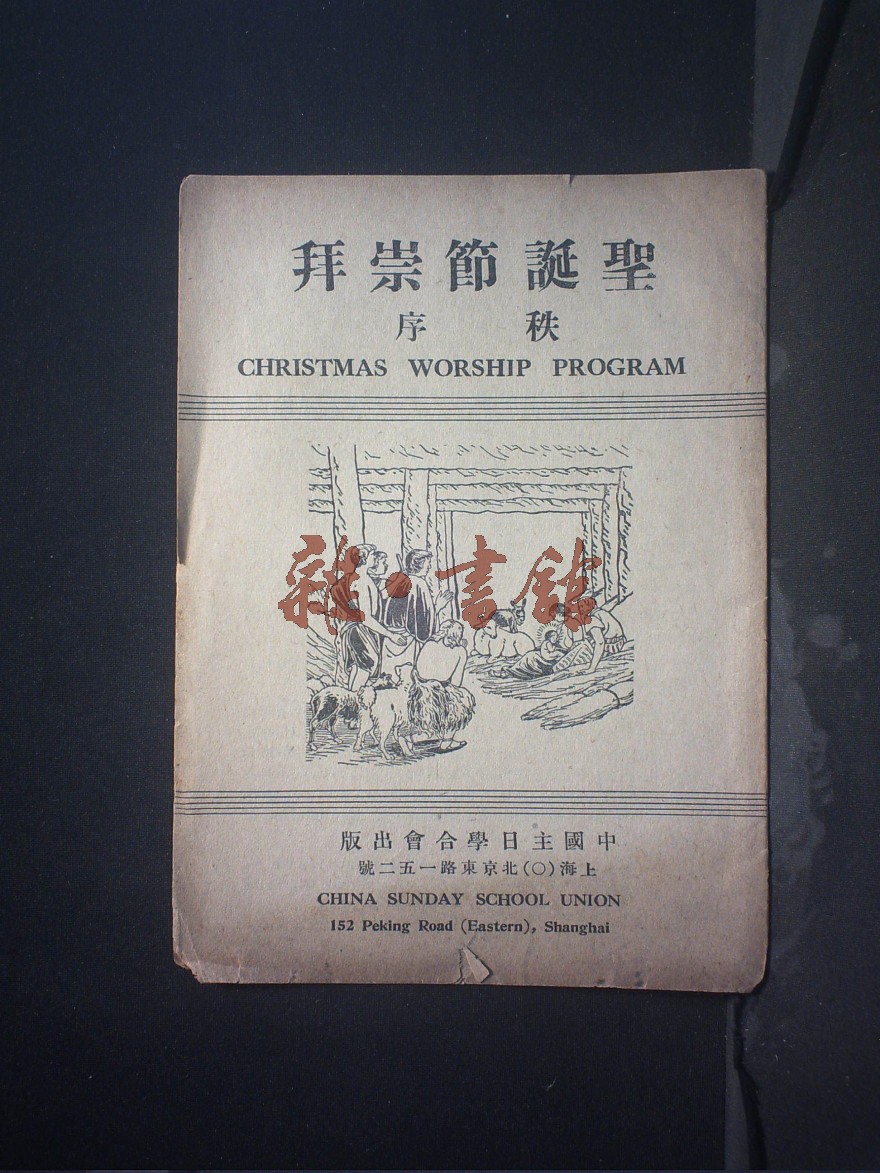 聖誕節崇拜
秩序
CHRISTMAS WORSHIP PROGRAM
雜·書館
中國主日學合會出版
上海(〇)北京東路一五二號
CHINA SUNDAY SCHOOL UNION
152 Peking Road (Eastern), Shanghai